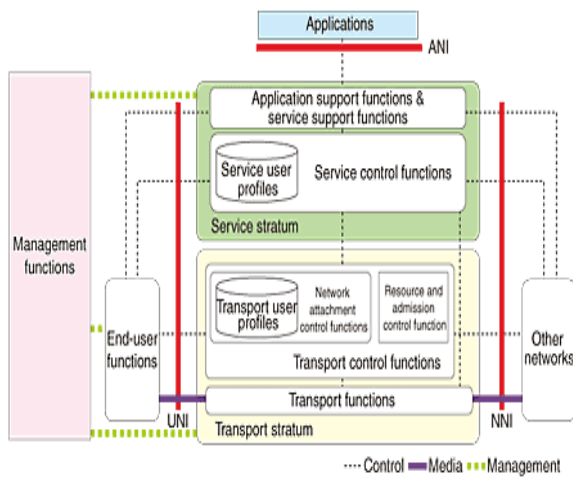 Applications
ANI
Application support functions &
service support functions
Service user
profiles
Service control functions
Service stratum
Management
functions
Transport user
profiles
Network
attachment
control functions
Resource and
admission
control function
End-user
functions
Other
networks
Transport control functions
Transport functions
UNI
NNI
Transport stratum
Control
Media
Management